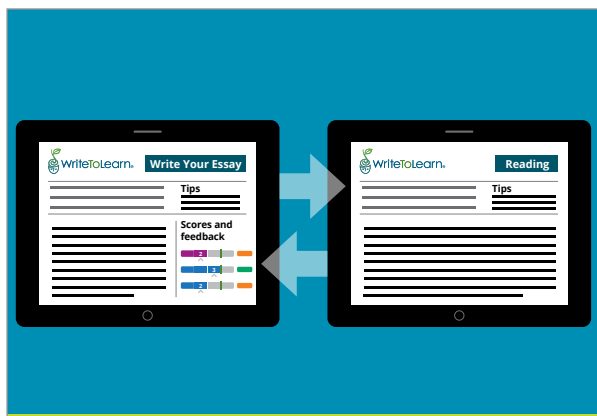 WriteToLearn®
Write Your Essay
Tips
Scores and
feedback
2
3
2
WriteToLearn®
Reading
Tips